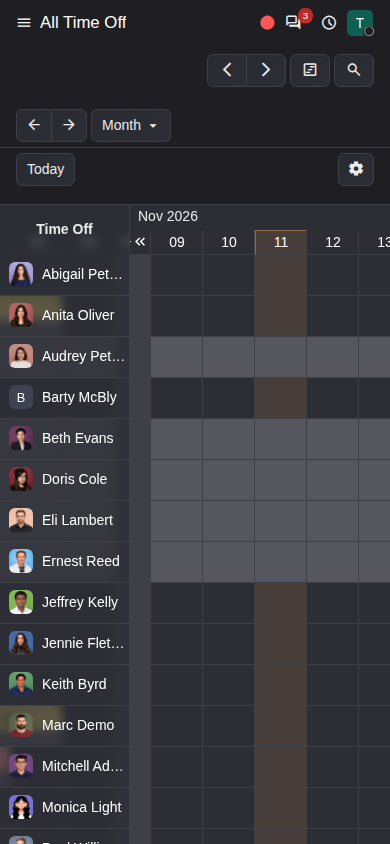 All Time Off
3
T
Month
Today
Nov 2026
Time Off
09 10 11 12 13
Abigail Pet...
Anita Oliver
Audrey Pet...
B Barty McBly
Beth Evans
Doris Cole
Eli Lambert
Ernest Reed
Jeffrey Kelly
Jennie Flet...
Keith Byrd
Marc Demo
Mitchell Ad...
Monica Light